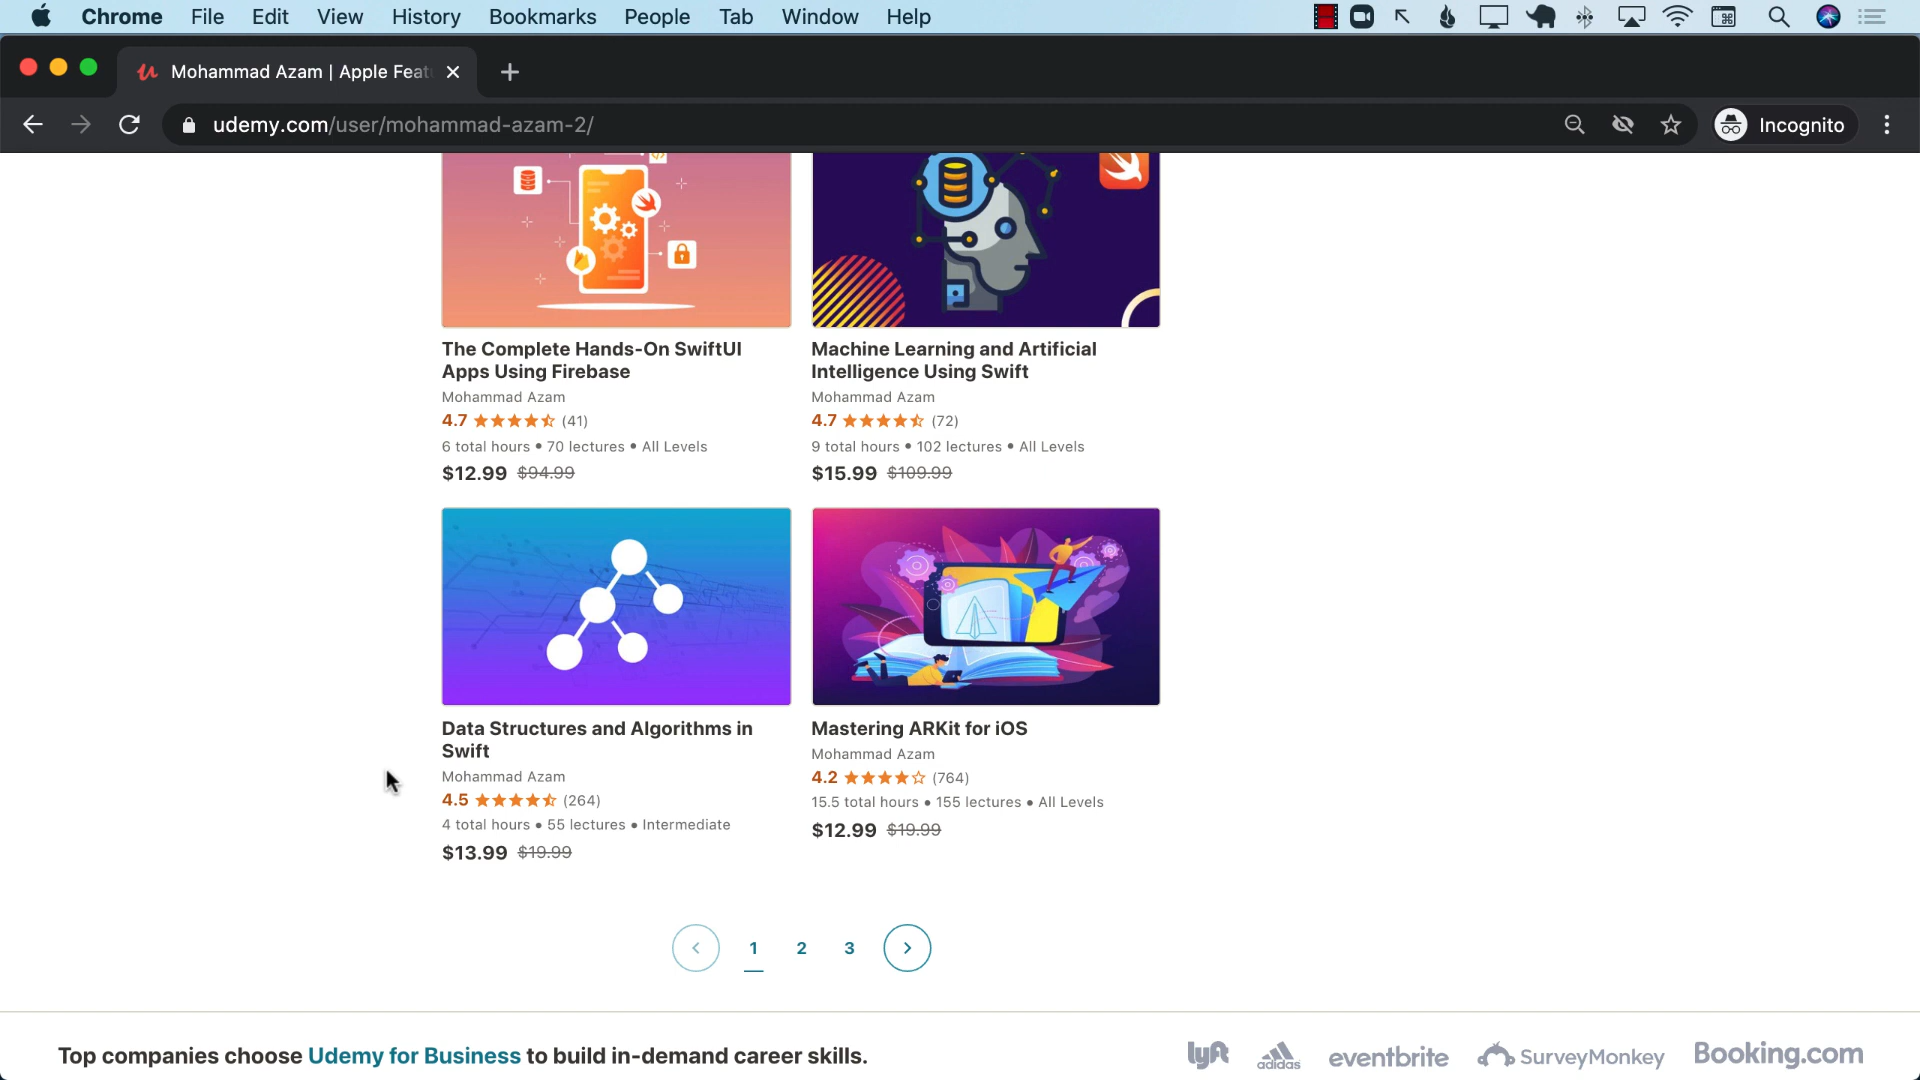 Chrome File Edit View History Bookmarks People Tab Window Help
Mohammad Azam | Apple Feat
udemy.com/user/mohammad-azam-2/
Incognito
The Complete Hands-On SwiftUI
Apps Using Firebase
Mohammad Azam
4.7 (41)
6 total hours • 70 lectures • All Levels
$12.99 $94.99
Machine Learning and Artificial
Intelligence Using Swift
Mohammad Azam
4.7 (72)
9 total hours • 102 lectures • All Levels
$15.99 $109.99
Data Structures and Algorithms in
Swift
Mohammad Azam
4.5 (264)
4 total hours • 55 lectures • Intermediate
$13.99 $19.99
Mastering ARKit for iOS
Mohammad Azam
4.2 (764)
15.5 total hours • 155 lectures • All Levels
$12.99 $19.99
1 2 3
Top companies choose Udemy for Business to build in-demand career skills.
lyft adidas eventbrite SurveyMonkey Booking.com